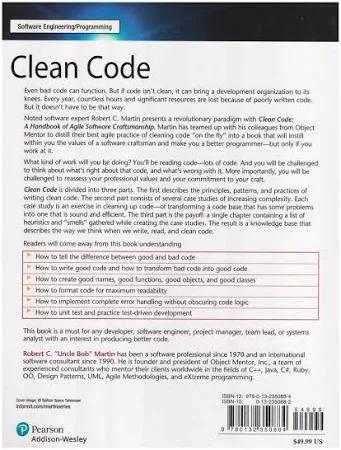 Software Engineering/Programming
Clean Code
Even bad code can function. But if code isn't clean, it can bring a development organization to its
knees. Every year, countless hours and significant resources are lost because of poorly written code.
But it doesn't have to be that way.
Noted software expert Robert C. Martin presents a revolutionary paradigm with Clean Code:
A Handbook of Agile Software Craftsmanship. Martin has teamed up with his colleagues from Object
Mentor to distill their best agile practice of cleaning code "on the fly" into a book that will instill
within you the values of a software craftsman and make you a better programmer—but only if you
work at it.
What kind of work will you be doing? You'll be reading code—lots of code. And you will be challenged
to think about what's right about that code, and what's wrong with it. More importantly, you will be
challenged to reassess your professional values and your commitment to your craft.
Clean Code is divided into three parts. The first describes the principles, patterns, and practices of
writing clean code. The second part consists of several case studies of increasing complexity. Each
case study is an exercise in cleaning up code—of transforming a code base that has some problems
into one that is sound and efficient. The third part is the payoff: a single chapter containing a list of
heuristics and "smells" gathered while creating the case studies. The result is a knowledge base that
describes the way we think when we write, read, and clean code.
Readers will come away from this book understanding
How to tell the difference between good and bad code
How to write good code and how to transform bad code into good code
How to create good names, good functions, good objects, and good classes
How to format code for maximum readability
How to implement complete error handling without obscuring code logic
How to unit test and practice test-driven development
This book is a must for any developer, software engineer, project manager, team lead, or systems
analyst with an interest in producing better code.
Robert C. "Uncle Bob" Martin has been a software professional since 1970 and an international
software consultant since 1990. He is founder and president of Object Mentor, Inc., a team of
experienced consultants who mentor their clients worldwide in the fields of C++, Java, C#, Ruby,
OO, Design Patterns, UML, Agile Methodologies, and eXtreme programming.
Cover image: © Spitzer Space Telescope
informit.com/martinseries
Pearson
Addison-Wesley
ISBN-13: 978-0-13-235088-4
ISBN-10: 0-13-235088-2
54999
9 780132 350884
$49.99 US